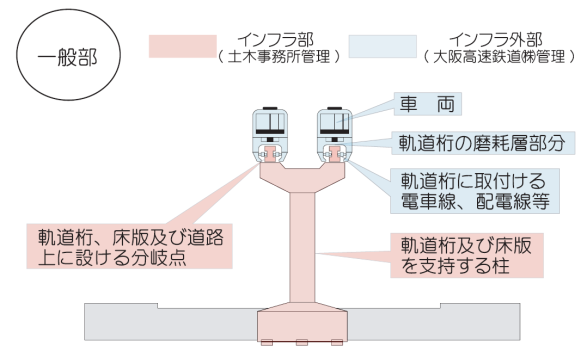 一般部
インフラ部
（土木事務所管理）
インフラ外部
（大阪高速鉄道㈱管理）
車　両
軌道桁の磨耗層部分
軌道桁に取付ける
電車線、配電線等
軌道桁、床版及び道路
上に設ける分岐点
軌道桁及び床版
を支持する柱